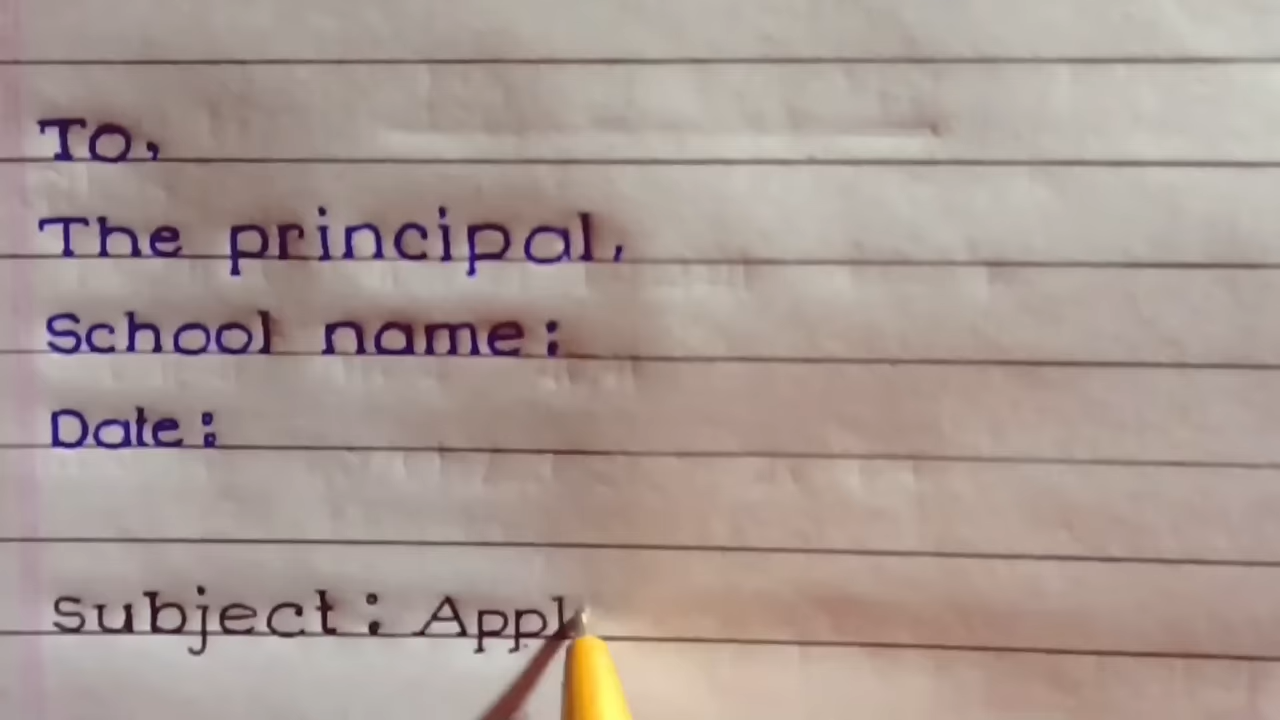 TO,
The principal,
School name:
Date:
subject: Appl